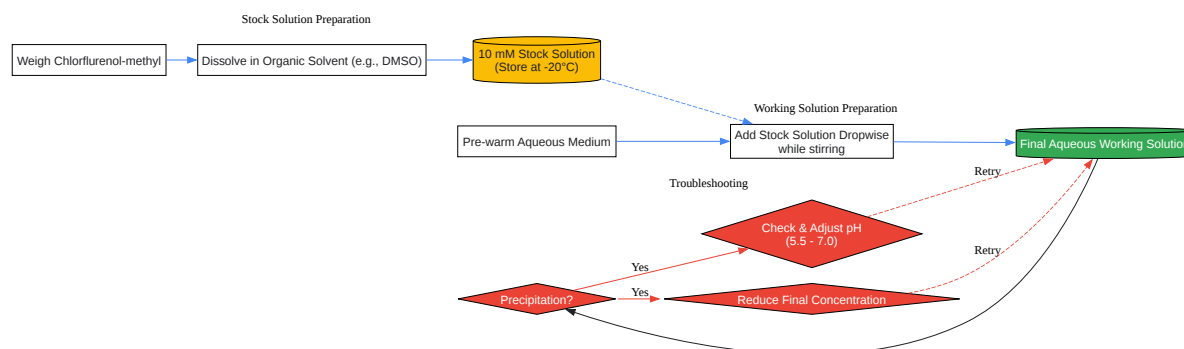 Stock Solution Preparation
Weigh Chlorflurenol-methyl
Dissolve in Organic Solvent (e.g., DMSO)
10 mM Stock Solution
(Store at -20°C)
Working Solution Preparation
Pre-warm Aqueous Medium
Add Stock Solution Dropwise
while stirring
Final Aqueous Working Solution
Troubleshooting
Retry
Check & Adjust pH
(5.5 - 7.0)
Retry
Yes
Yes
Precipitation?
Reduce Final Concentration